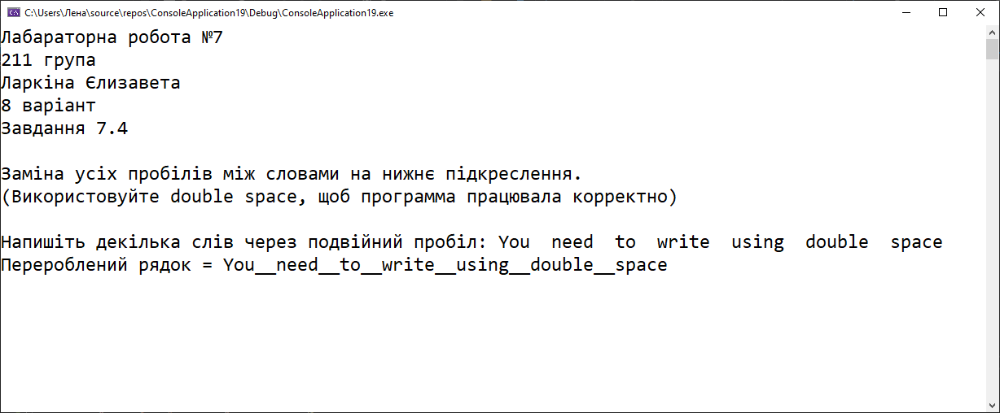 C:\Users\Лена\source\repos\ConsoleApplication19\Debug\ConsoleApplication19.exe
Лабараторна робота №7
211 група
Ларкіна Єлизавета
8 варіант
Завдання 7.4
Заміна усіх пробілів між словами на нижнє підкреслення.
(Використовуйте double space, щоб программа працювала корректно)
Напишіть декілька слів через подвійний пробіл: You  need  to  write  using  double  space
Перероблений рядок = You__need__to__write__using__double__space